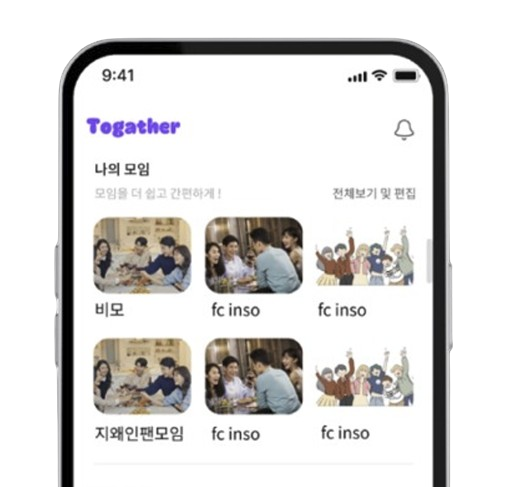 9:41
Togather
나의 모임
모임을 더 쉽고 간편하게 !
전체보기 및 편집
비모
fc inso
fc inso
지왜인팬모임
fc inso
fc inso